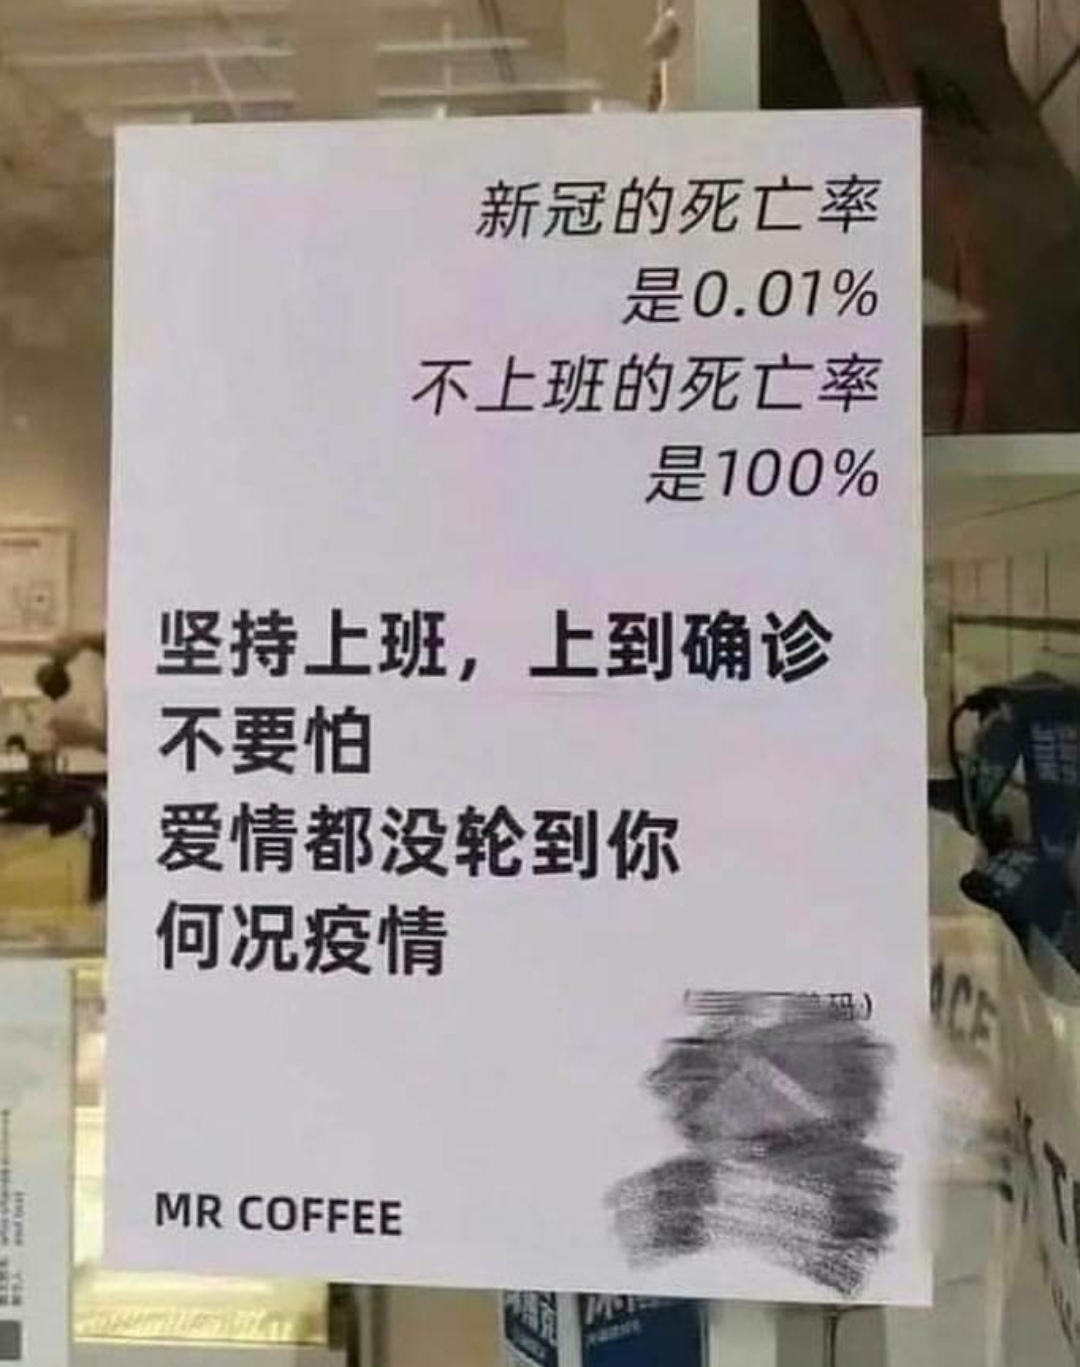 新冠的死亡率
是0.01%
不上班的死亡率
是100%
坚持上班，上到确诊
不要怕
爱情都没轮到你
何况疫情
码)
MR COFFEE